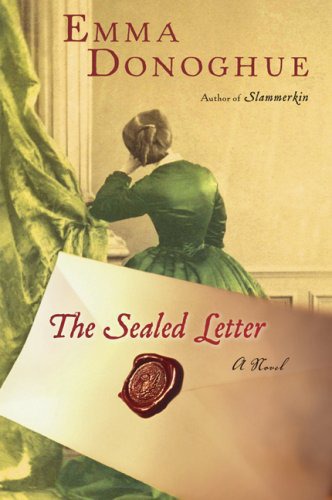 EMMA
DONOGHUE
Author of Slammerkin
The Sealed Letter
A Novel